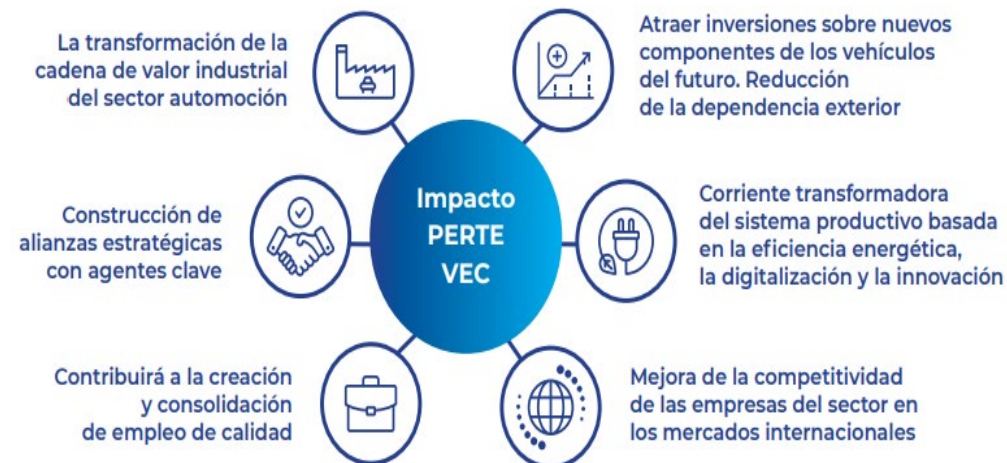 La transformación de la
cadena de valor industrial
del sector automoción
Atraer inversiones sobre nuevos
componentes de los vehículos
del futuro. Reducción
de la dependencia exterior
Construcción de
alianzas estratégicas
con agentes clave
Impacto
PERTE
VEC
Corriente transformadora
del sistema productivo basada
en la eficiencia energética,
la digitalización y la innovación
Contribuirá a la creación
y consolidación
de empleo de calidad
Mejora de la competitividad
de las empresas del sector en
los mercados internacionales